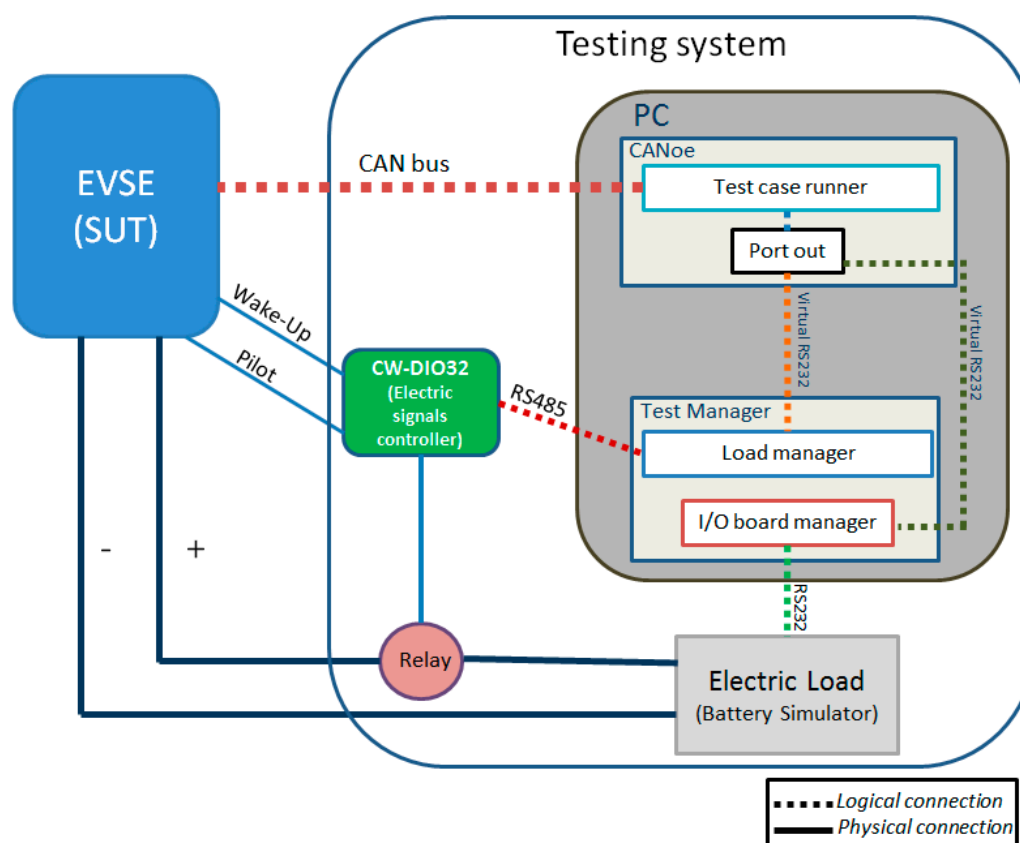 Testing system
PC
CANoe
EVSE
(SUT)
CAN bus
Test case runner
Port out
Wake-Up
Pilot
Virtual RS232
Virtual RS232
CW-DIO32
(Electric
signals
controller)
RS485
Test Manager
Load manager
I/O board manager
-
+
RS232
Relay
Electric Load
(Battery Simulator)
Logical connection
Physical connection